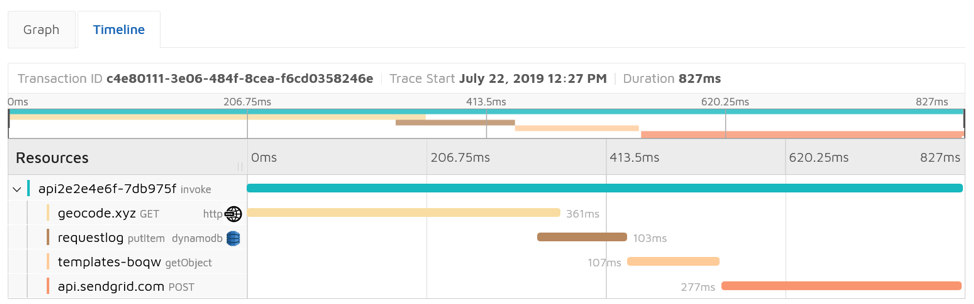 Graph Timeline
Transaction ID c4e80111-3e06-484f-8cea-f6cd0358246e Trace Start July 22, 2019 12:27 PM Duration 827ms
0ms 206.75ms 413.5ms 620.25ms 827ms
Resources 0ms 206.75ms 413.5ms 620.25ms 827ms
api2e2e4e6f-7db975f invoke
geocode.xyz GET http 361ms
requestlog putItem dynamodb 103ms
templates-boqw getObject 107ms
api.sendgrid.com POST 277ms